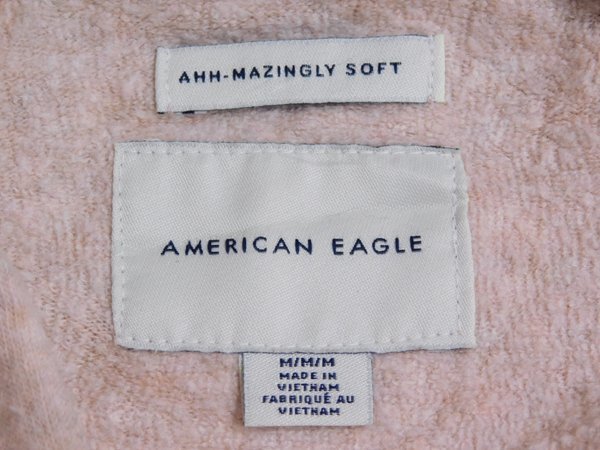 AHH-MAZINGLY SOFT
AMERICAN EAGLE
M/M/M
MADE IN
VIETNAM
FABRIQUÉ AU
VIETNAM